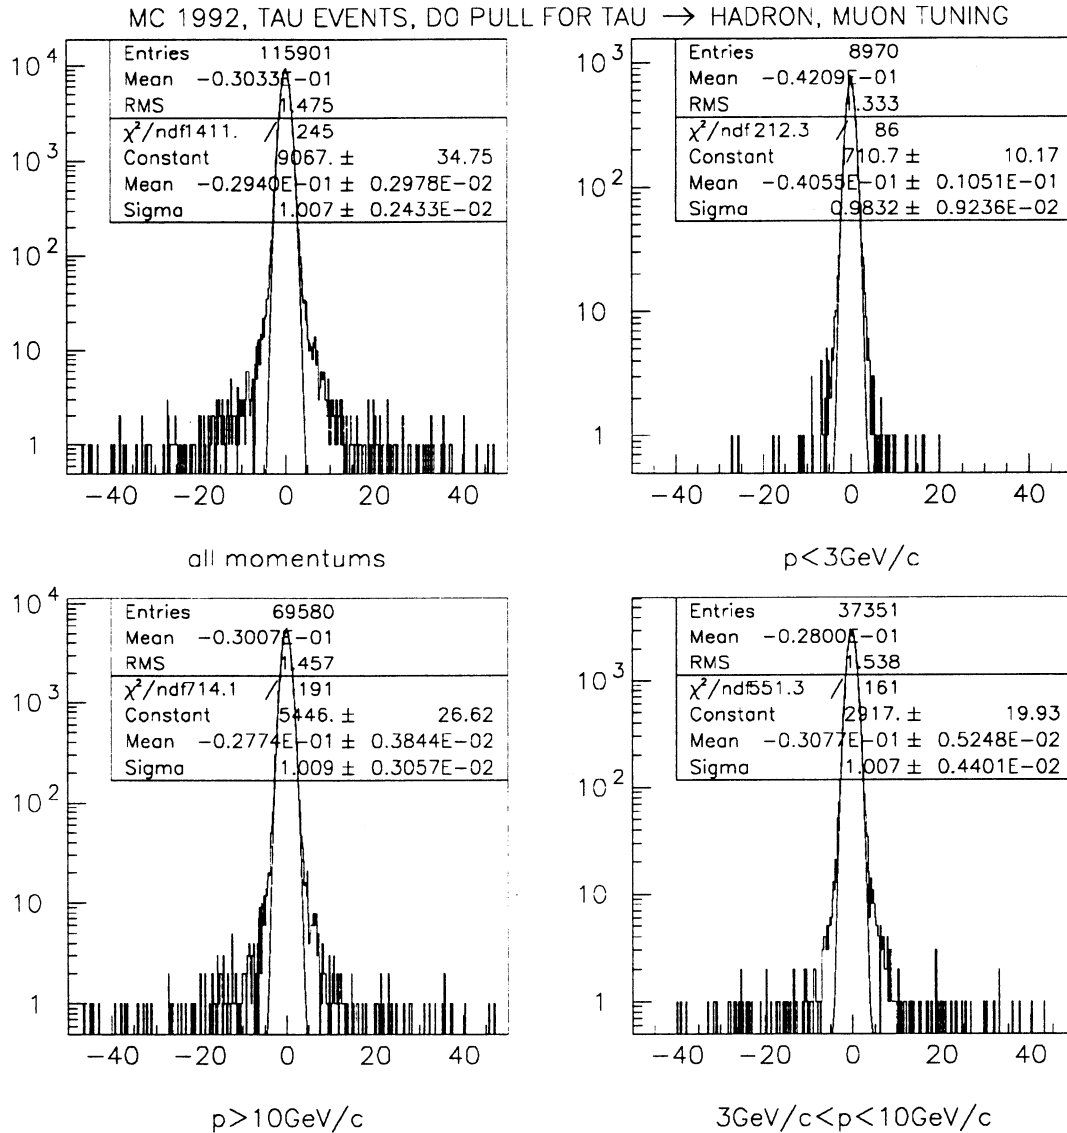 MC 1992, TAU EVENTS, D0 PULL FOR TAU → HADRON, MUON TUNING
Entries 115901
Mean -0.3033E-01
RMS 1.475
χ²/ndf 1411. / 245
Constant 9067. ± 34.75
Mean -0.2940E-01 ± 0.2978E-02
Sigma 1.007 ± 0.2433E-02
10⁴
10³
10²
10
1
-40 -20 0 20 40
all momentums
Entries 8970
Mean -0.4209E-01
RMS 1.333
χ²/ndf 212.3 / 86
Constant 710.7 ± 10.17
Mean -0.4055E-01 ± 0.1051E-01
Sigma 0.9832 ± 0.9236E-02
10³
10²
10
1
-40 -20 0 20 40
p<3GeV/c
Entries 69580
Mean -0.3007E-01
RMS 1.457
χ²/ndf 714.1 / 191
Constant 5446. ± 26.62
Mean -0.2774E-01 ± 0.3844E-02
Sigma 1.009 ± 0.3057E-02
10⁴
10³
10²
10
1
-40 -20 0 20 40
p>10GeV/c
Entries 37351
Mean -0.2800E-01
RMS 1.538
χ²/ndf 551.3 / 161
Constant 2917. ± 19.93
Mean -0.3077E-01 ± 0.5248E-02
Sigma 1.007 ± 0.4401E-02
10³
10²
10
1
-40 -20 0 20 40
3GeV/c<p<10GeV/c